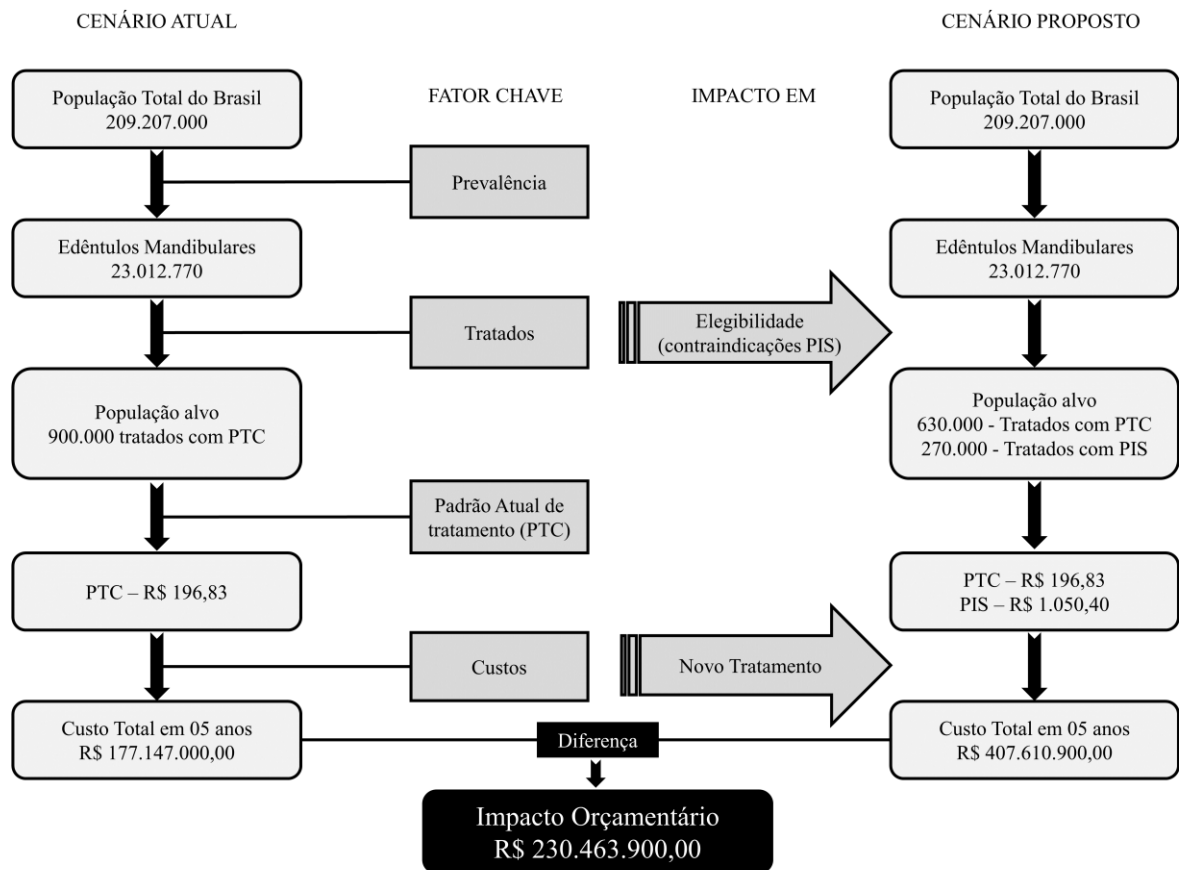 CENÁRIO ATUAL
CENÁRIO PROPOSTO
População Total do Brasil
209.207.000
FATOR CHAVE
IMPACTO EM
População Total do Brasil
209.207.000
Prevalência
Edêntulos Mandibulares
23.012.770
Edêntulos Mandibulares
23.012.770
Tratados
Elegibilidade
(contraindicações PIS)
População alvo
900.000 tratados com PTC
População alvo
630.000 - Tratados com PTC
270.000 - Tratados com PIS
Padrão Atual de
tratamento (PTC)
PTC – R$ 196,83
PTC – R$ 196,83
PIS – R$ 1.050,40
Custos
Novo Tratamento
Custo Total em 05 anos
R$ 177.147.000,00
Diferença
Custo Total em 05 anos
R$ 407.610.900,00
Impacto Orçamentário
R$ 230.463.900,00